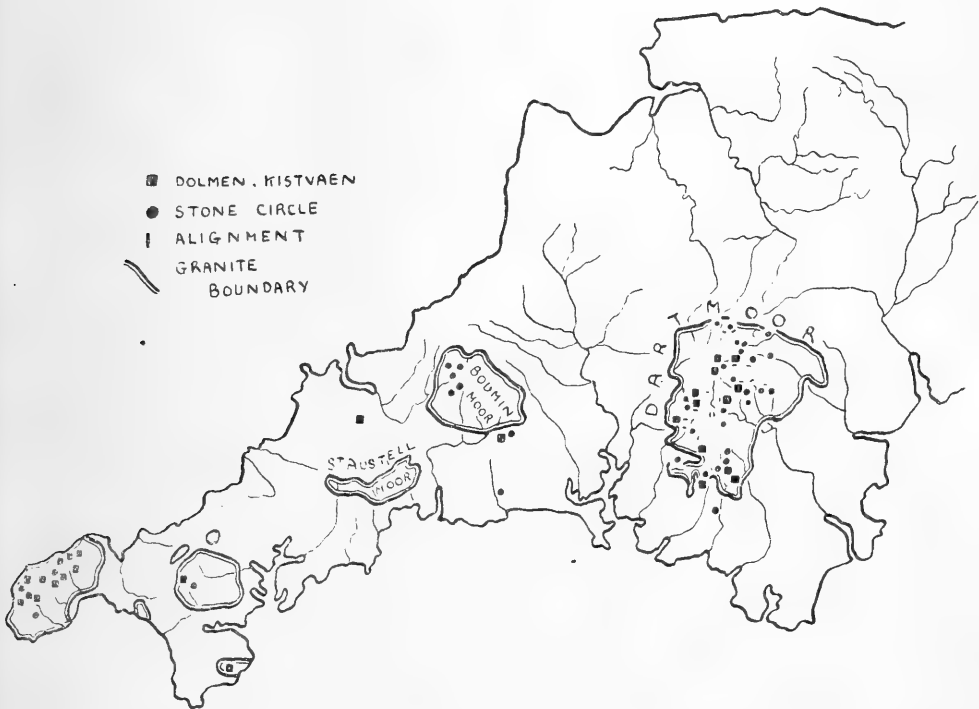 DOLMEN. KISTVAEN
STONE CIRCLE
ALIGNMENT
GRANITE
BOUNDARY
DARTMOOR
BODMIN
MOOR
ST AUSTELL
MOOR